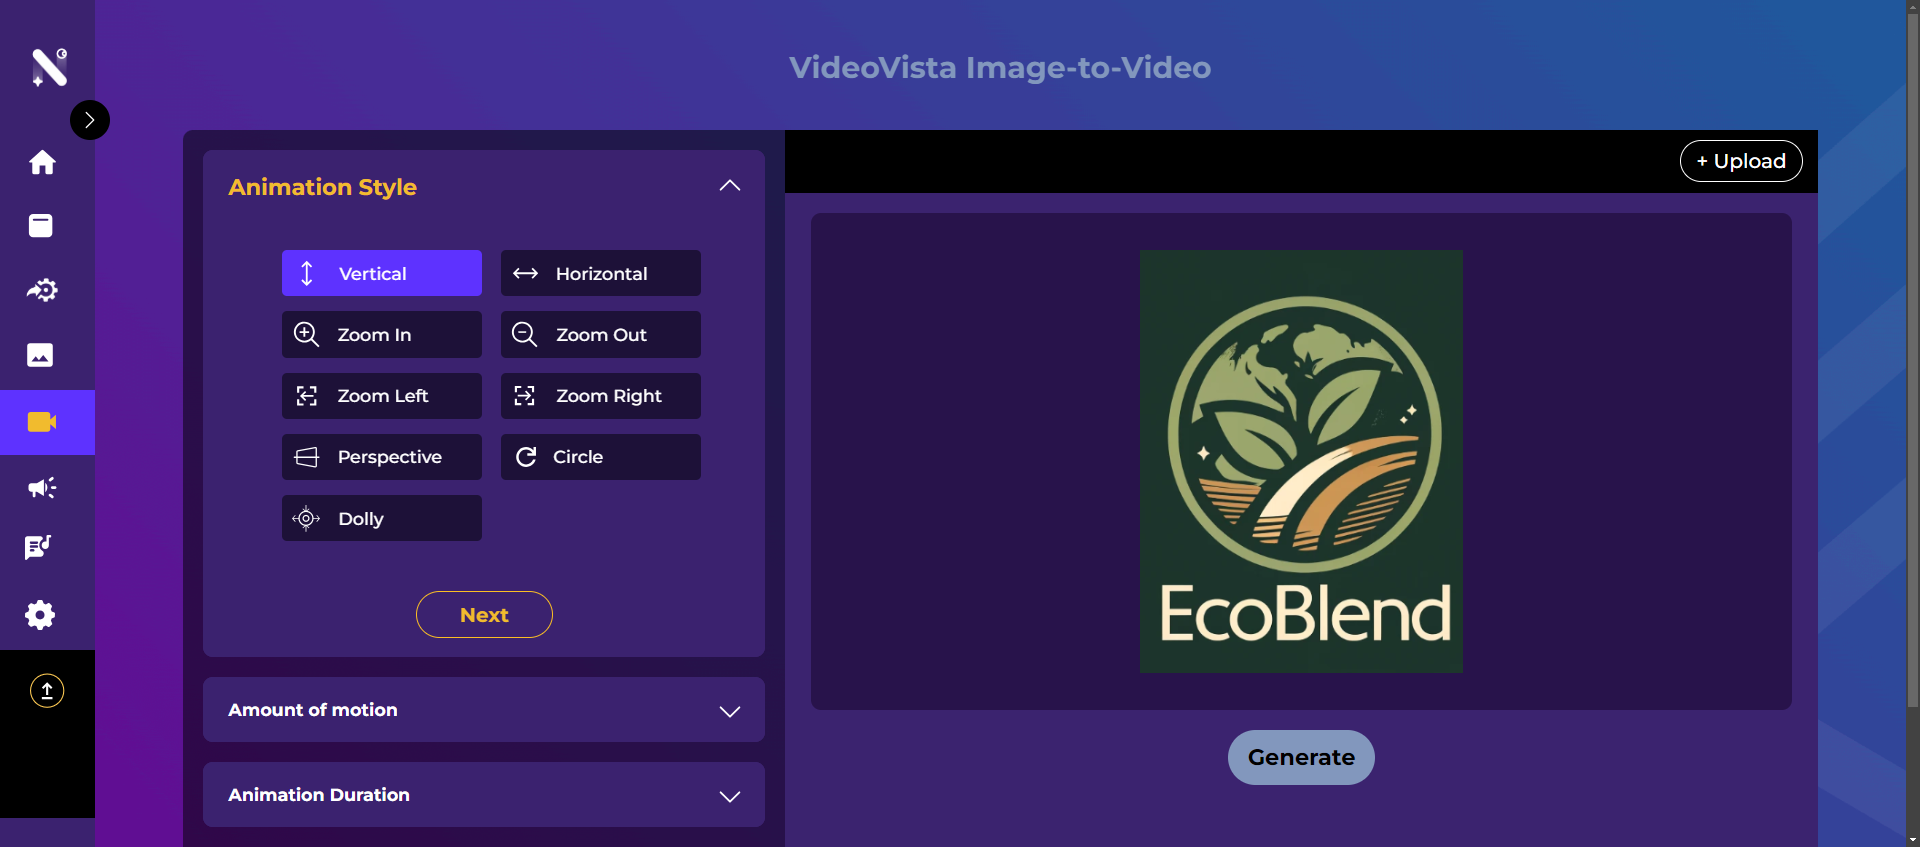 VideoVista Image-to-Video
Animation Style
Vertical
Horizontal
Zoom In
Zoom Out
Zoom Left
Zoom Right
Perspective
Circle
Dolly
Next
Amount of motion
Animation Duration
+ Upload
EcoBlend
Generate